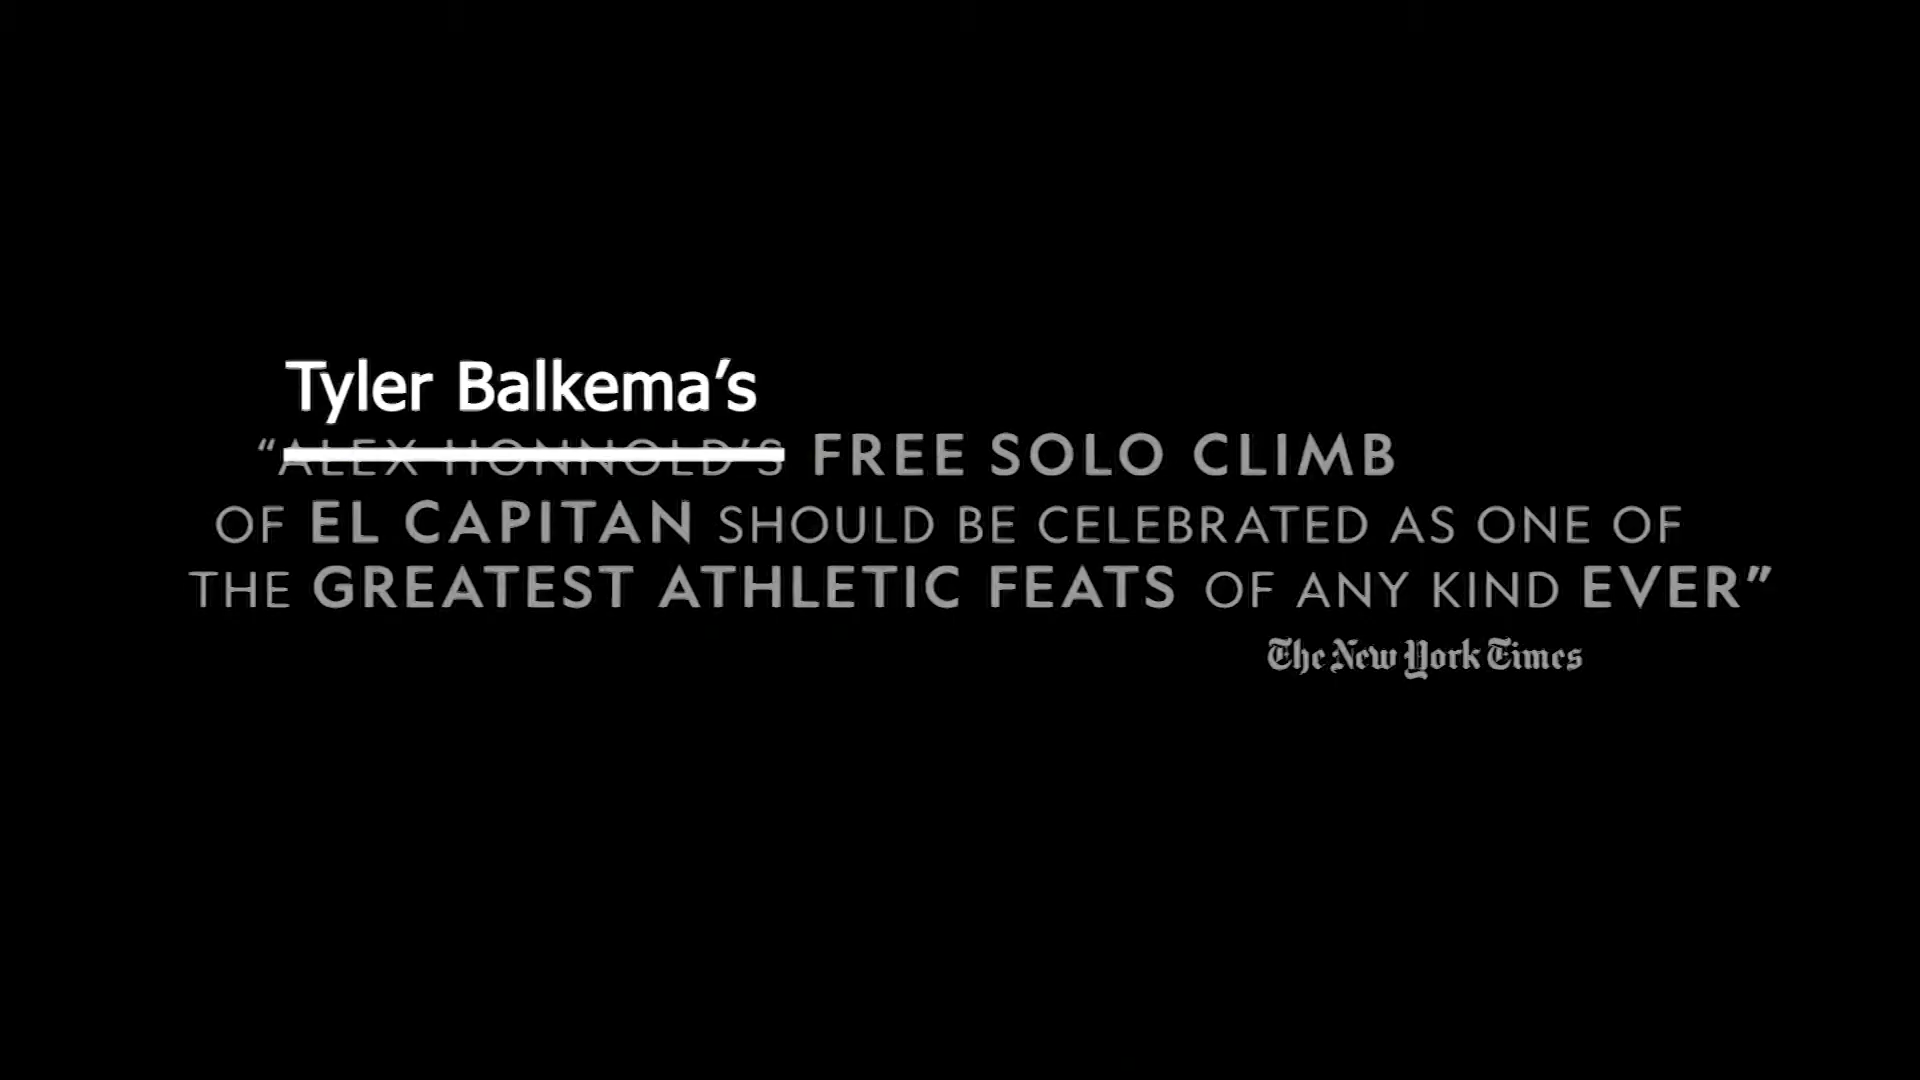 Tyler Balkema’s
“ALEX HONNOLD’S FREE SOLO CLIMB
OF EL CAPITAN SHOULD BE CELEBRATED AS ONE OF
THE GREATEST ATHLETIC FEATS OF ANY KIND EVER”
The New York Times